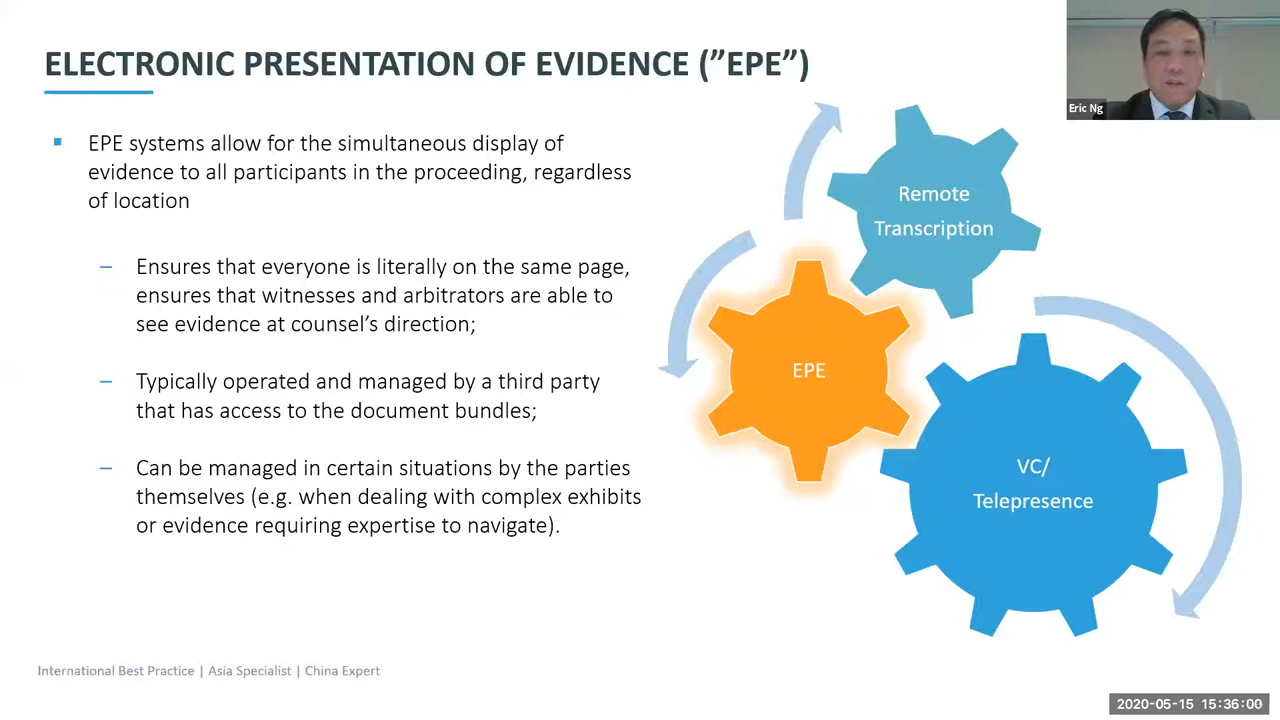 ELECTRONIC PRESENTATION OF EVIDENCE (”EPE”)
EPE systems allow for the simultaneous display of
evidence to all participants in the proceeding, regardless
of location
– Ensures that everyone is literally on the same page,
ensures that witnesses and arbitrators are able to
see evidence at counsel’s direction;
– Typically operated and managed by a third party
that has access to the document bundles;
– Can be managed in certain situations by the parties
themselves (e.g. when dealing with complex exhibits
or evidence requiring expertise to navigate).
Remote
Transcription
EPE
VC/
Telepresence
Eric Ng
International Best Practice | Asia Specialist | China Expert
2020-05-15 15:36:00